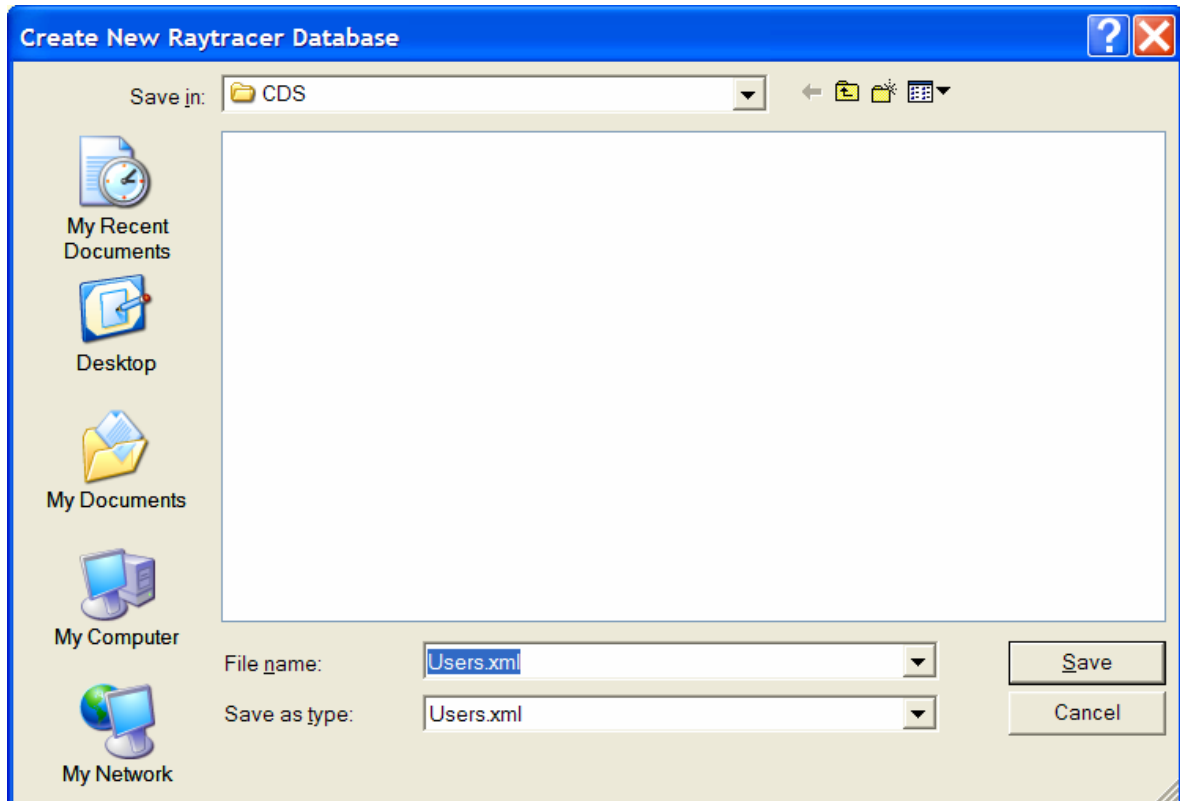 Create New Raytracer Database
Save in:
CDS
My Recent
Documents
Desktop
My Documents
My Computer
My Network
File name:
Users.xml
Save
Save as type:
Users.xml
Cancel